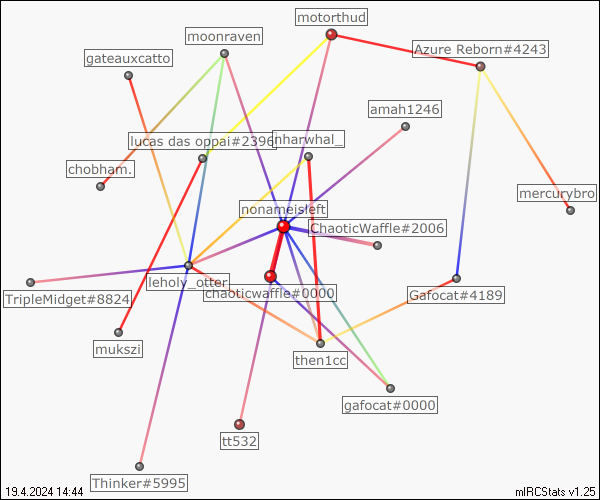 motorthud
moonraven
Azure Reborn#4243
gateauxcatto
amah1246
lucas das oppai#2396
nharwhal_
chobham.
mercurybro
nonameisleft
ChaoticWaffle#2006
leholy_otter
chaoticwaffle#0000
TripleMidget#8824
Gafocat#4189
mukszi
then1cc
gafocat#0000
tt532
Thinker#5995
19.4.2024 14:44
mIRCStats v1.25